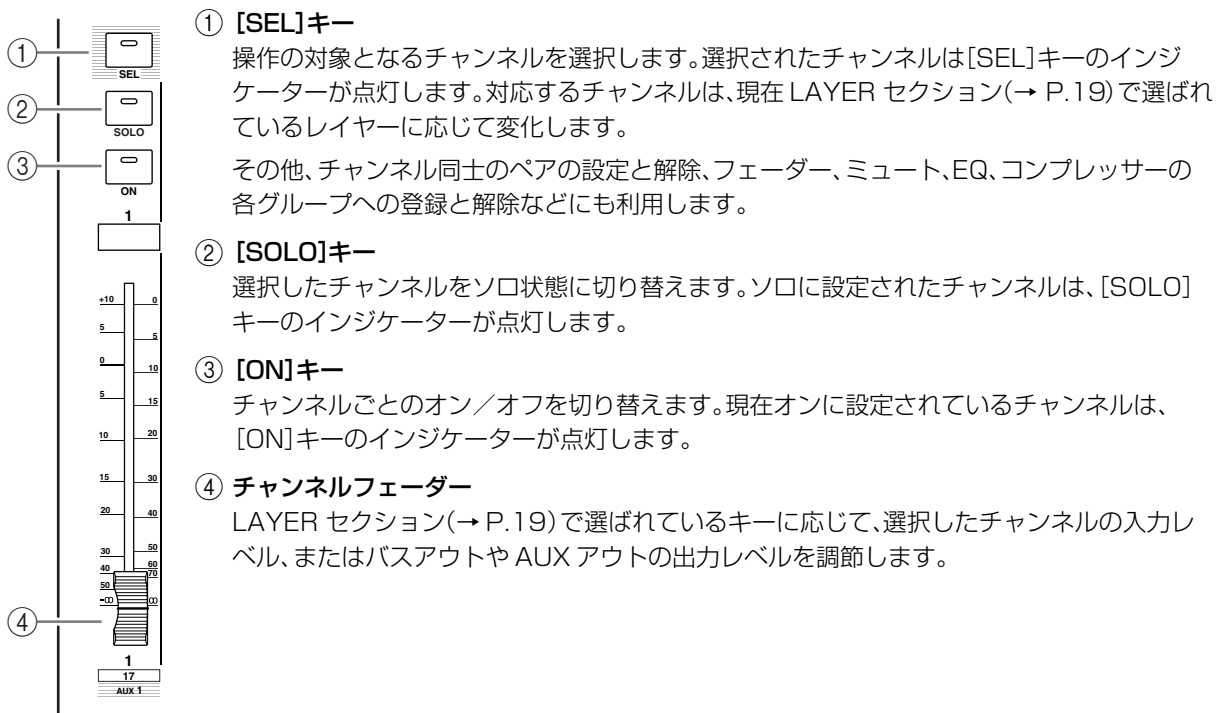 ① [SEL]キー
操作の対象となるチャンネルを選択します。選択されたチャンネルは[SEL]キーのインジ
ケーターが点灯します。対応するチャンネルは、現在 LAYER セクション(→ P.19)で選ばれ
ているレイヤーに応じて変化します。
その他、チャンネル同士のペアの設定と解除、フェーダー、ミュート、EQ、コンプレッサーの
各グループへの登録と解除などにも利用します。
② [SOLO]キー
選択したチャンネルをソロ状態に切り替えます。ソロに設定されたチャンネルは、[SOLO]
キーのインジケーターが点灯します。
③ [ON]キー
チャンネルごとのオン／オフを切り替えます。現在オンに設定されているチャンネルは、
[ON]キーのインジケーターが点灯します。
④ チャンネルフェーダー
LAYER セクション(→ P.19)で選ばれているキーに応じて、選択したチャンネルの入力レ
ベル、またはバスアウトや AUX アウトの出力レベルを調節します。
①
SEL
②
SOLO
③
ON
1
+10 0
5 5
0 10
5 15
10 20
15 30
20 40
30 50
40 60
70
50
-∞ ∞
④
1
17
AUX 1